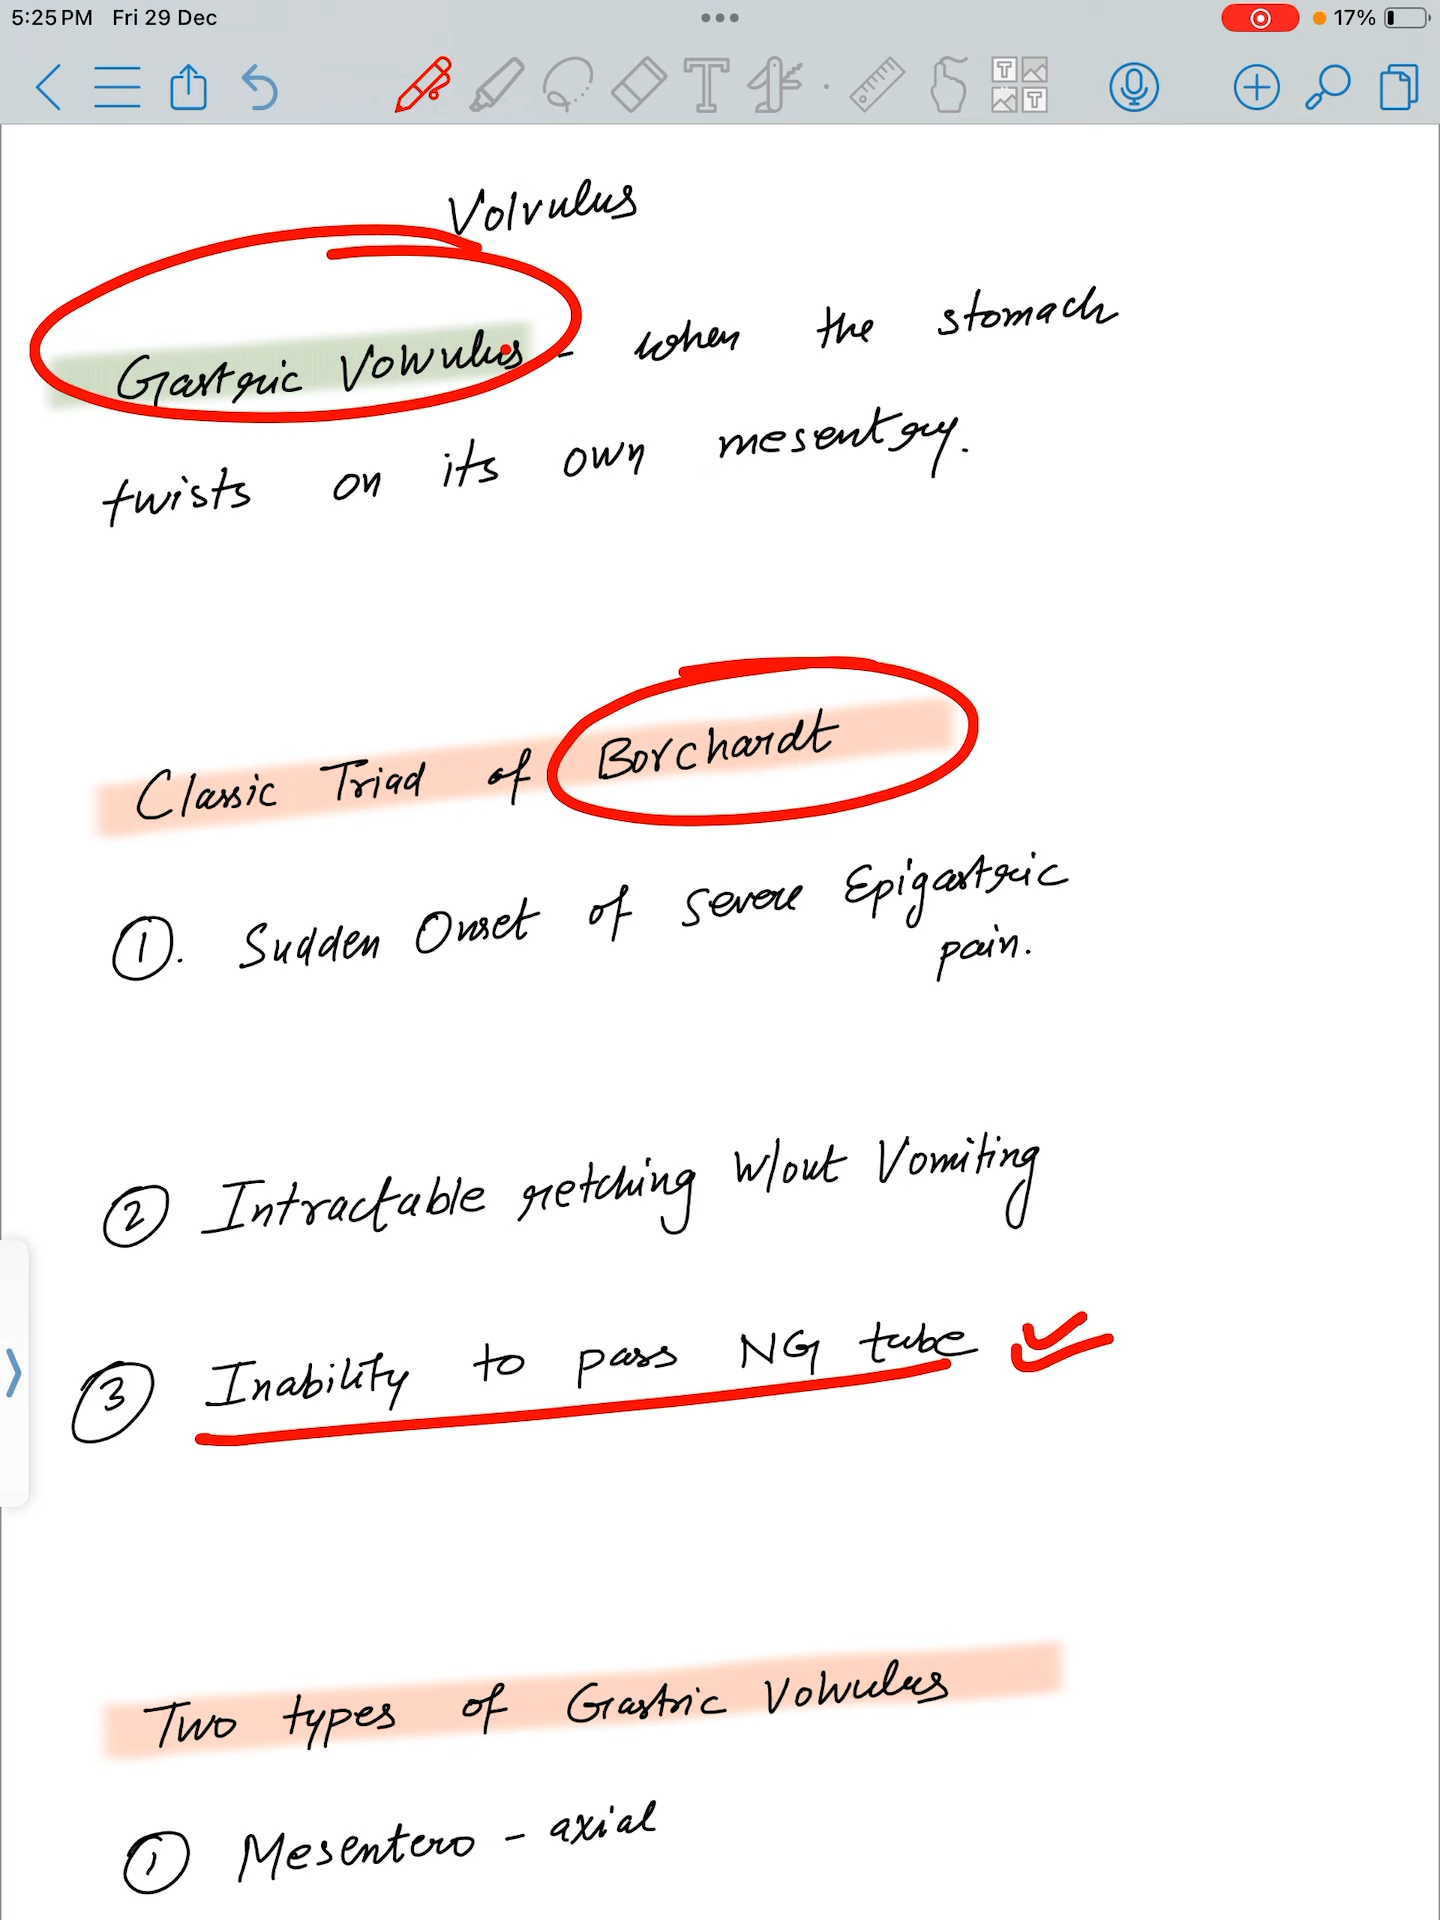 5:25 PM Fri 29 Dec
17%
Volvulus
Gastric Volvulus - when the stomach
twists on its own mesentry.
Classic Triad of Borchardt
①. Sudden Onset of severe Epigastric
pain.
② Intractable retching w/out Vomiting
③ Inability to pass NG tube
Two types of Gastric Volvulus
① Mesentero - axial